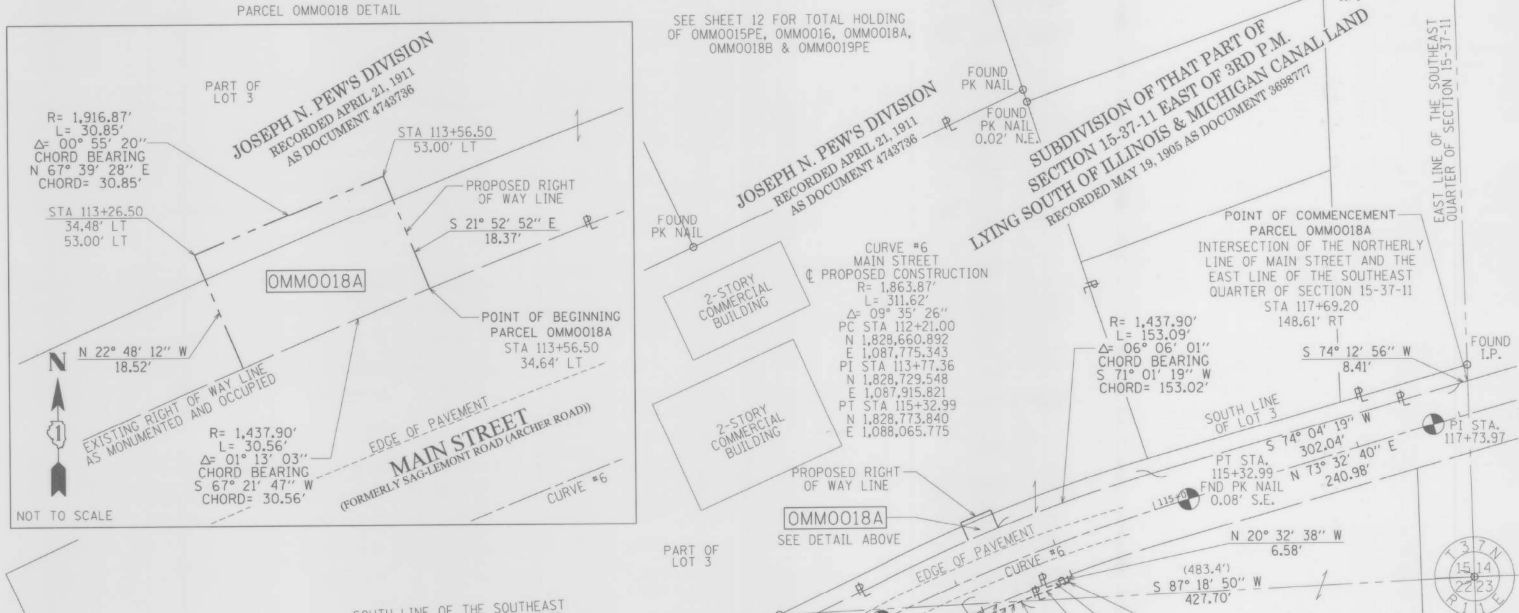 PARCEL OMM0018 DETAIL
PART OF
LOT 3
JOSEPH N. PEW'S DIVISION
RECORDED APRIL 21, 1911
AS DOCUMENT 4743736
R= 1,916.87'
L= 30.85'
Δ= 00° 55' 20"
CHORD BEARING
N 67° 39' 28" E
CHORD= 30.85'
STA 113+56.50
53.00' LT
PROPOSED RIGHT
OF WAY LINE
STA 113+26.50
34.48' LT
53.00' LT
S 21° 52' 52" E
18.37'
OMM0018A
POINT OF BEGINNING
PARCEL OMM0018A
STA 113+56.50
34.64' LT
N
N 22° 48' 12" W
18.52'
EXISTING RIGHT OF WAY LINE
AS MONUMENTED AND OCCUPIED
R= 1,437.90'
L= 30.56'
Δ= 01° 13' 03"
CHORD BEARING
S 67° 21' 47" W
CHORD= 30.56'
EDGE OF PAVEMENT
MAIN STREET
(FORMERLY SAG-LEMONT ROAD (ARCHER ROAD))
CURVE #6
NOT TO SCALE
SEE SHEET 12 FOR TOTAL HOLDING
OF OMM0015PE, OMM0016, OMM0018A,
OMM0018B & OMM0019PE
FOUND
PK NAIL
FOUND
PK NAIL
0.02' N.E.
JOSEPH N. PEW'S DIVISION
RECORDED APRIL 21, 1911
AS DOCUMENT 4743736
SUBDIVISION OF THAT PART OF
SECTION 15-37-11 EAST OF 3RD P.M.
LYING SOUTH OF ILLINOIS & MICHIGAN CANAL LAND
RECORDED MAY 19, 1905 AS DOCUMENT 3698777
EAST LINE OF THE SOUTHEAST
QUARTER OF SECTION 15-37-11
FOUND
PK NAIL
2-STORY
COMMERCIAL
BUILDING
2-STORY
COMMERCIAL
BUILDING
CURVE #6
MAIN STREET
℄ PROPOSED CONSTRUCTION
R= 1,863.87'
L= 311.62'
Δ= 09° 35' 26"
PC STA 112+21.00
N 1,828,660.892
E 1,087,775.343
PI STA 113+77.36
N 1,828,729.548
E 1,087,915.821
PT STA 115+32.99
N 1,828,773.840
E 1,088,065.775
POINT OF COMMENCEMENT
PARCEL OMM0018A
INTERSECTION OF THE NORTHERLY
LINE OF MAIN STREET AND THE
EAST LINE OF THE SOUTHEAST
QUARTER OF SECTION 15-37-11
STA 117+69.20
148.61' RT
R= 1,437.90'
L= 153.09'
Δ= 06° 06' 01"
CHORD BEARING
S 71° 01' 19" W
CHORD= 153.02'
S 74° 12' 56" W
8.41'
FOUND
I.P.
SOUTH LINE
OF LOT 3
S 74° 04' 19" W
302.04'
PI STA.
117+73.97
PT STA.
115+32.99
FND PK NAIL
0.08' S.E.
N 73° 32' 40" E
240.98'
PROPOSED RIGHT
OF WAY LINE
OMM0018A
SEE DETAIL ABOVE
PART OF
LOT 3
EDGE OF PAVEMENT
CURVE #6
N 20° 32' 38" W
6.58'
(483.4')
S 87° 18' 50" W
427.70'
T 37 N
15 14
22 23
SOUTH LINE OF THE SOUTHEAST